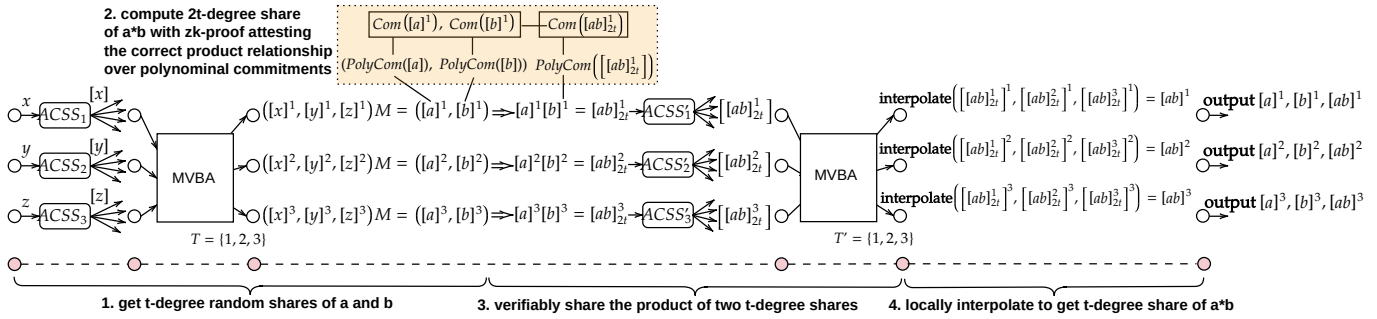 2. compute 2t-degree share
of a*b with zk-proof attesting
the correct product relationship
over polynominal commitments
Com([a]¹), Com([b]¹) Com([ab]¹₂ₜ)
(PolyCom([a]), PolyCom([b])) PolyCom([[ab]¹₂ₜ])
x ACSS₁ [x] ([x]¹, [y]¹, [z]¹)M = ([a]¹, [b]¹) ⇒ [a]¹[b]¹ = [ab]¹₂ₜ ACSS′₁ [[ab]¹₂ₜ] interpolate([[ab]¹₂ₜ]¹, [[ab]²₂ₜ]¹, [[ab]³₂ₜ]¹) = [ab]¹ output [a]¹, [b]¹, [ab]¹
y ACSS₂ [y] MVBA ([x]², [y]², [z]²)M = ([a]², [b]²) ⇒ [a]²[b]² = [ab]²₂ₜ ACSS′₂ [[ab]²₂ₜ] MVBA interpolate([[ab]¹₂ₜ]², [[ab]²₂ₜ]², [[ab]³₂ₜ]²) = [ab]² output [a]², [b]², [ab]²
z ACSS₃ [z] ([x]³, [y]³, [z]³)M = ([a]³, [b]³) ⇒ [a]³[b]³ = [ab]³₂ₜ ACSS′₃ [[ab]³₂ₜ] interpolate([[ab]¹₂ₜ]³, [[ab]²₂ₜ]³, [[ab]³₂ₜ]³) = [ab]³ output [a]³, [b]³, [ab]³
T = {1, 2, 3} T′ = {1, 2, 3}
1. get t-degree random shares of a and b 3. verifiably share the product of two t-degree shares 4. locally interpolate to get t-degree share of a*b